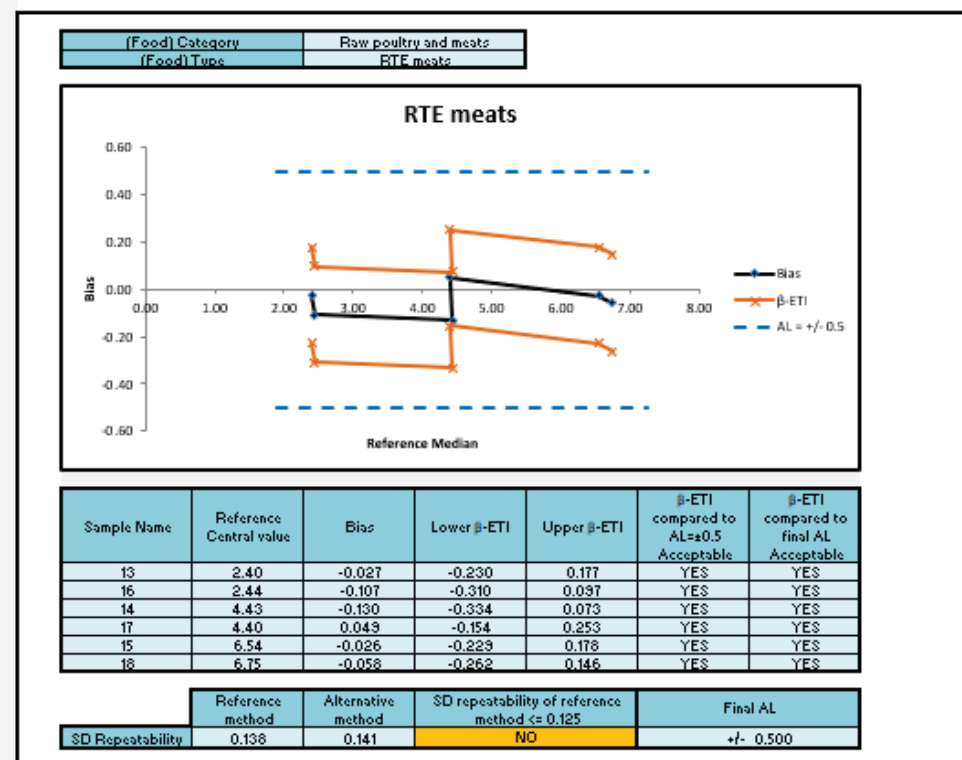 (Food) Category Raw poultry and meats
(Food) Type RTE meats
RTE meats
0.60
0.40
0.20
0.00
-0.20
-0.40
-0.60
0.00 1.00 2.00 3.00 4.00 5.00 6.00 7.00 8.00
Bias
Reference Median
Bias
β-ETI
AL = +/- 0.5
Sample Name Reference Central value Bias Lower β-ETI Upper β-ETI β-ETI compared to AL=±0.5 Acceptable β-ETI compared to final AL Acceptable
13 2.40 -0.027 -0.230 0.177 YES YES
16 2.44 -0.107 -0.310 0.097 YES YES
14 4.43 -0.130 -0.334 0.073 YES YES
17 4.40 0.049 -0.154 0.253 YES YES
15 6.54 -0.026 -0.229 0.178 YES YES
18 6.75 -0.058 -0.262 0.146 YES YES
Reference method Alternative method SD repeatability of reference method <= 0.125 Final AL
SD Repeatability 0.138 0.141 NO +/- 0.500